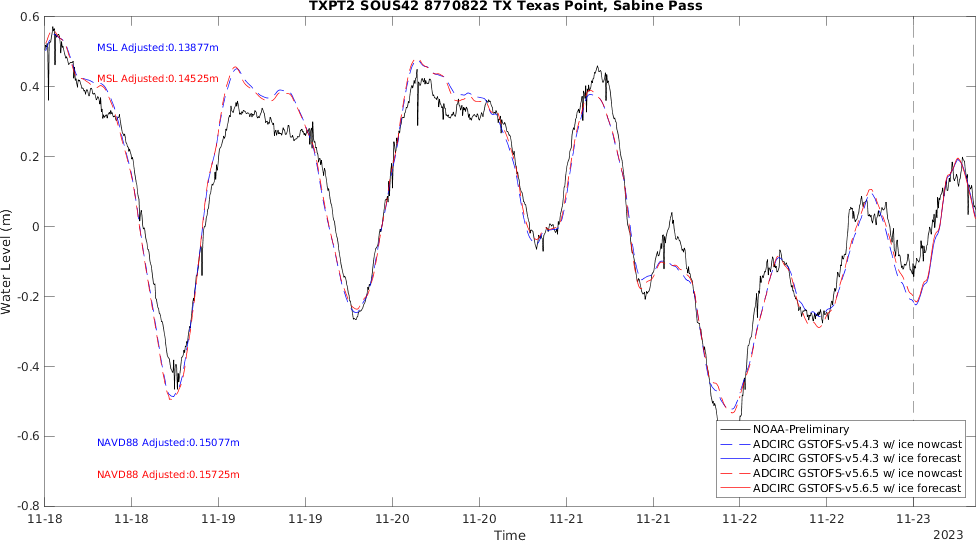 TXPT2 SOUS42 8770822 TX Texas Point, Sabine Pass
0.6
0.4
0.2
0
-0.2
-0.4
-0.6
-0.8
Water Level (m)
MSL Adjusted:0.13877m
MSL Adjusted:0.14525m
NAVD88 Adjusted:0.15077m
NAVD88 Adjusted:0.15725m
NOAA-Preliminary
ADCIRC GSTOFS-v5.4.3 w/ ice nowcast
ADCIRC GSTOFS-v5.4.3 w/ ice forecast
ADCIRC GSTOFS-v5.6.5 w/ ice nowcast
ADCIRC GSTOFS-v5.6.5 w/ ice forecast
11-18 11-18 11-19 11-19 11-20 11-20 11-21 11-21 11-22 11-22 11-23
Time
2023